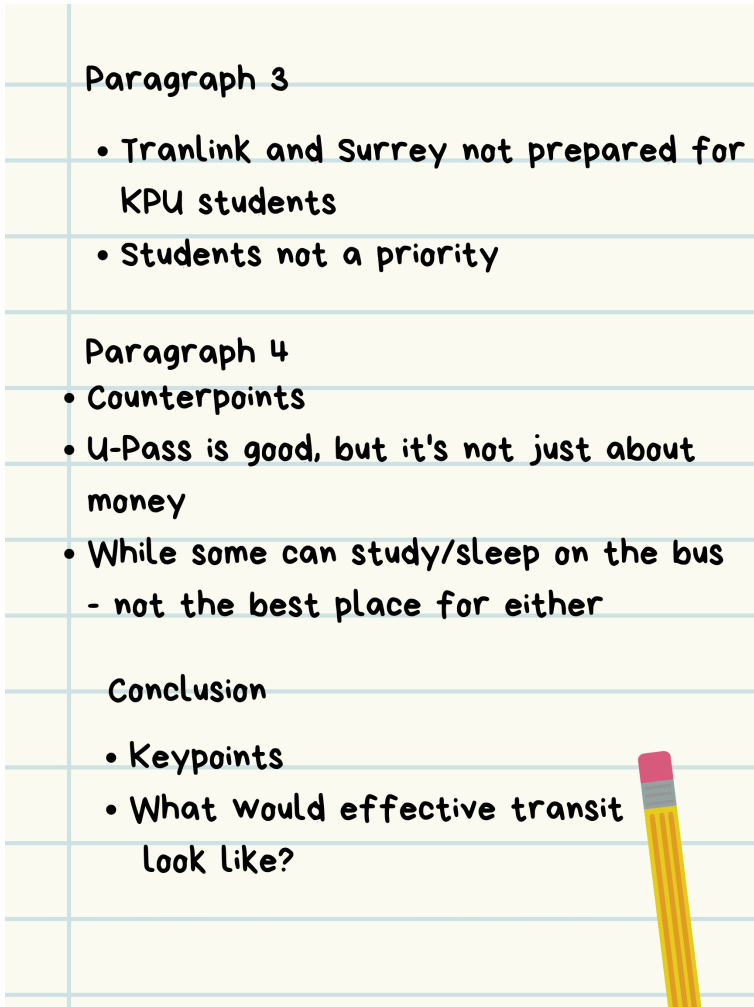 Paragraph 3
• Tranlink and Surrey not prepared for
KPU students
• Students not a priority
Paragraph 4
• Counterpoints
• U-Pass is good, but it's not just about
money
• While some can study/sleep on the bus
- not the best place for either
Conclusion
• Keypoints
• What would effective transit
look like?